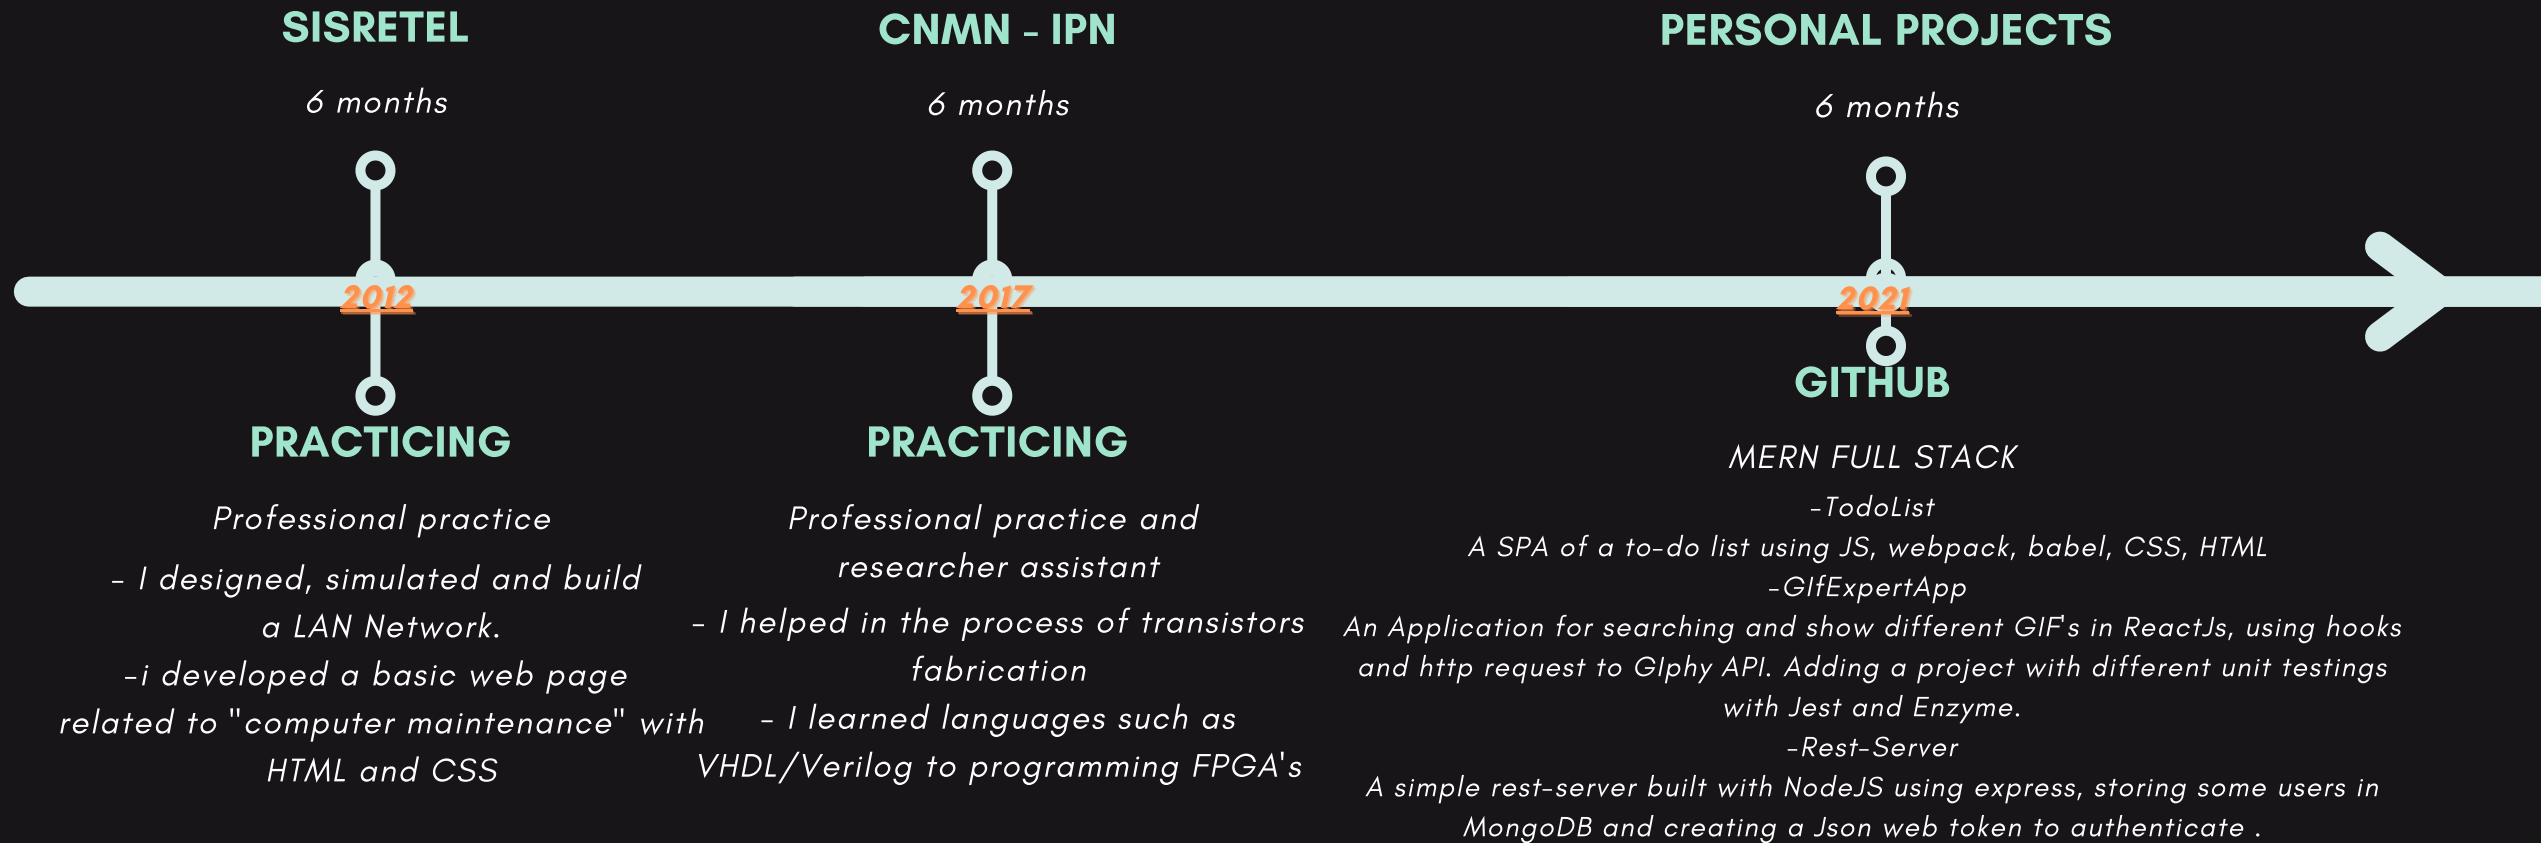 SISRETEL
6 months
2012
PRACTICING
Professional practice
- I designed, simulated and build
a LAN Network.
-i developed a basic web page
related to "computer maintenance" with
HTML and CSS
CNMN - IPN
6 months
2017
PRACTICING
Professional practice and
researcher assistant
- I helped in the process of transistors
fabrication
- I learned languages such as
VHDL/Verilog to programming FPGA's
PERSONAL PROJECTS
6 months
2021
GITHUB
MERN FULL STACK
-TodoList
A SPA of a to-do list using JS, webpack, babel, CSS, HTML
-GIfExpertApp
An Application for searching and show different GIF's in ReactJs, using hooks
and http request to GIphy API. Adding a project with different unit testings
with Jest and Enzyme.
-Rest-Server
A simple rest-server built with NodeJS using express, storing some users in
MongoDB and creating a Json web token to authenticate .